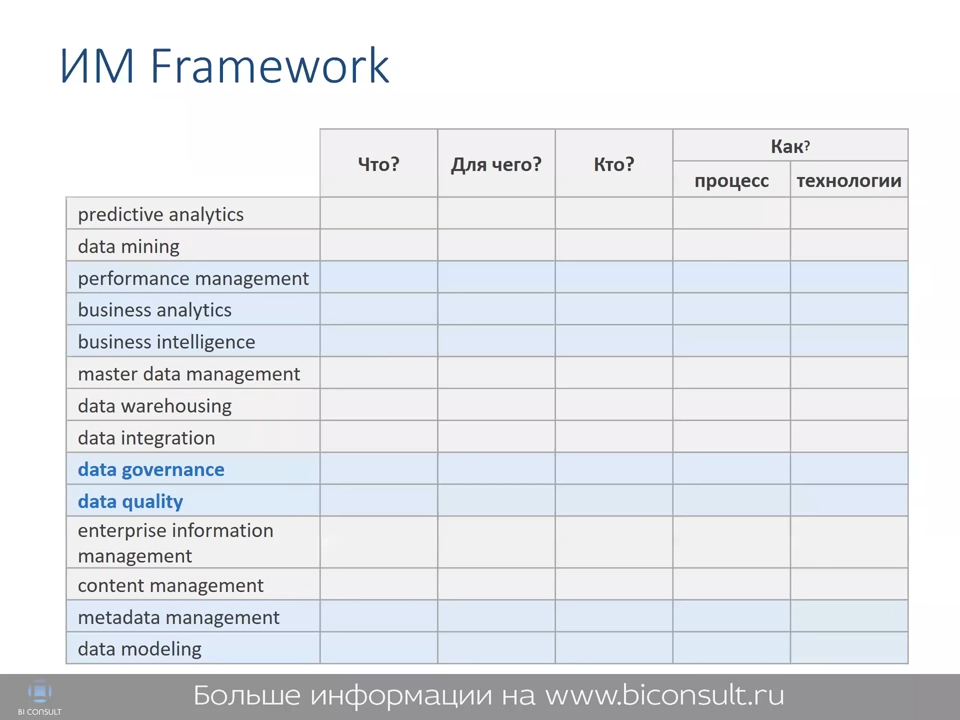 ИМ Framework
Что?
Для чего?
Кто?
Как?
процесс
технологии
predictive analytics
data mining
performance management
business analytics
business intelligence
master data management
data warehousing
data integration
data governance
data quality
enterprise information
management
content management
metadata management
data modeling
BI CONSULT
Больше информации на www.biconsult.ru